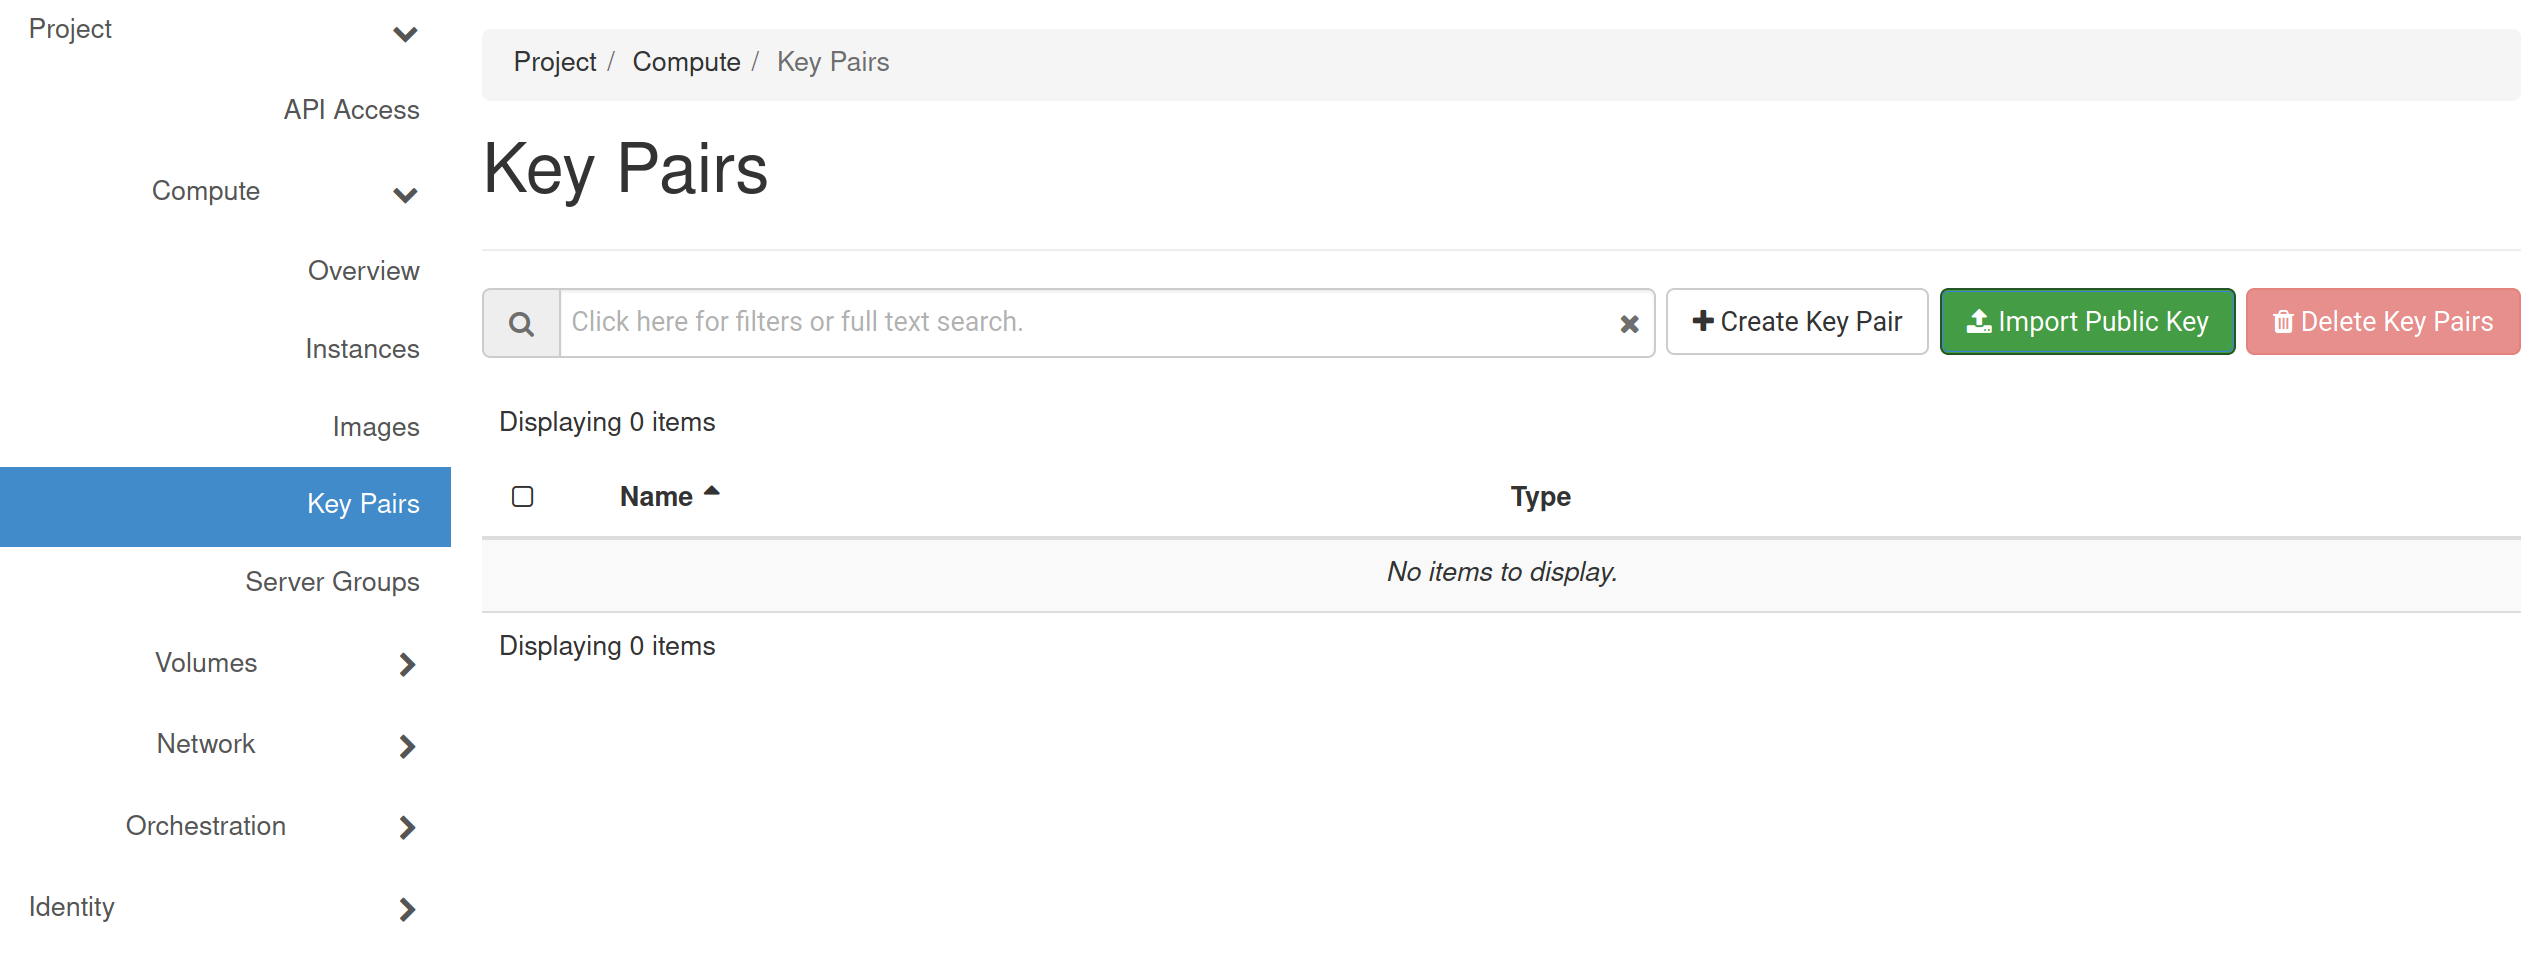 Project
API Access
Compute
Overview
Instances
Images
Key Pairs
Server Groups
Volumes
Network
Orchestration
Identity
Project / Compute / Key Pairs
Key Pairs
Click here for filters or full text search.
Create Key Pair
Import Public Key
Delete Key Pairs
Displaying 0 items
Name Type
No items to display.
Displaying 0 items